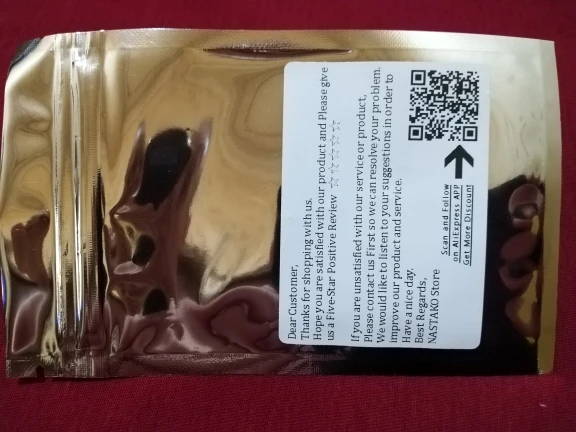 Dear Customer,
Thanks for shopping with us.
Hope you are satisfied with our product and Please give
us a Five-Star Positive Review ☆☆☆☆☆
If you are unsatisfied with our service or product,
Please contact us First so we can resolve your problem.
We would like to listen to your suggestions in order to
improve our product and service.
Have a nice day,
Best Regards,
NASTAKO Store
Scan and Follow
on AliExpress APP
Get More Discount